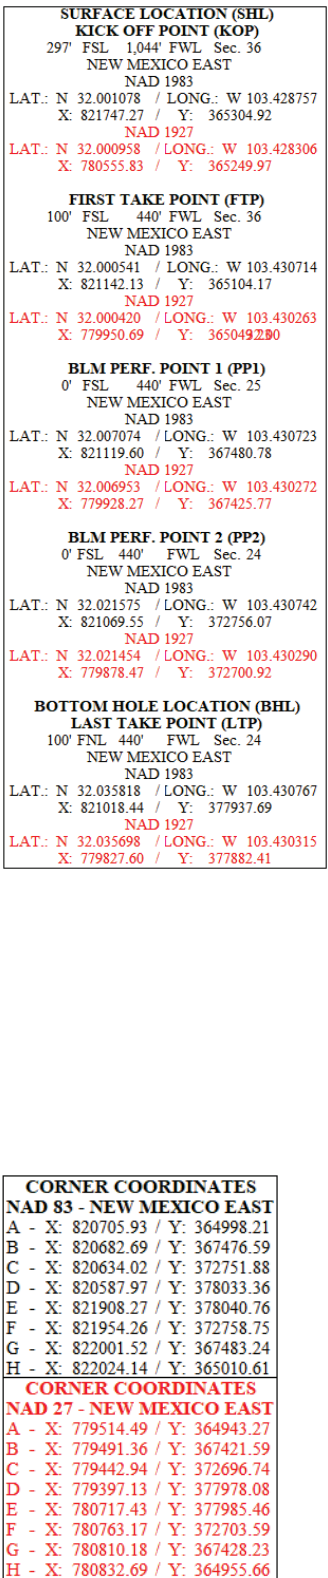 SURFACE LOCATION (SHL)
KICK OFF POINT (KOP)
297' FSL 1,044' FWL Sec. 36
NEW MEXICO EAST
NAD 1983
LAT.: N 32.001078 / LONG.: W 103.428757
X: 821747.27 / Y: 365304.92
NAD 1927
LAT.: N 32.000958 / LONG.: W 103.428306
X: 780555.83 / Y: 365249.97
FIRST TAKE POINT (FTP)
100' FSL 440' FWL Sec. 36
NEW MEXICO EAST
NAD 1983
LAT.: N 32.000541 / LONG.: W 103.430714
X: 821142.13 / Y: 365104.17
NAD 1927
LAT.: N 32.000420 / LONG.: W 103.430263
X: 779950.69 / Y:
BLM PERF. POINT 1 (PP1)
0' FSL 440' FWL Sec. 25
NEW MEXICO EAST
NAD 1983
LAT.: N 32.007074 / LONG.: W 103.430723
X: 821119.60 / Y: 367480.78
NAD 1927
LAT.: N 32.006953 / LONG.: W 103.430272
X: 779928.27 / Y: 367425.77
BLM PERF. POINT 2 (PP2)
0' FSL 440' FWL Sec. 24
NEW MEXICO EAST
NAD 1983
LAT.: N 32.021575 / LONG.: W 103.430742
X: 821069.55 / Y: 372756.07
NAD 1927
LAT.: N 32.021454 / LONG.: W 103.430290
X: 779878.47 / Y: 372700.92
BOTTOM HOLE LOCATION (BHL)
LAST TAKE POINT (LTP)
100' FNL 440' FWL Sec. 24
NEW MEXICO EAST
NAD 1983
LAT.: N 32.035818 / LONG.: W 103.430767
X: 821018.44 / Y: 377937.69
NAD 1927
LAT.: N 32.035698 / LONG.: W 103.430315
X: 779827.60 / Y: 377882.41
CORNER COORDINATES
NAD 83 - NEW MEXICO EAST
A - X: 820705.93 / Y: 364998.21
B - X: 820682.69 / Y: 367476.59
C - X: 820634.02 / Y: 372751.88
D - X: 820587.97 / Y: 378033.36
E - X: 821908.27 / Y: 378040.76
F - X: 821954.26 / Y: 372758.75
G - X: 822001.52 / Y: 367483.24
H - X: 822024.14 / Y: 365010.61
CORNER COORDINATES
NAD 27 - NEW MEXICO EAST
A - X: 779514.49 / Y: 364943.27
B - X: 779491.36 / Y: 367421.59
C - X: 779442.94 / Y: 372696.74
D - X: 779397.13 / Y: 377978.08
E - X: 780717.43 / Y: 377985.46
F - X: 780763.17 / Y: 372703.59
G - X: 780810.18 / Y: 367428.23
H - X: 780832.69 / Y: 364955.66